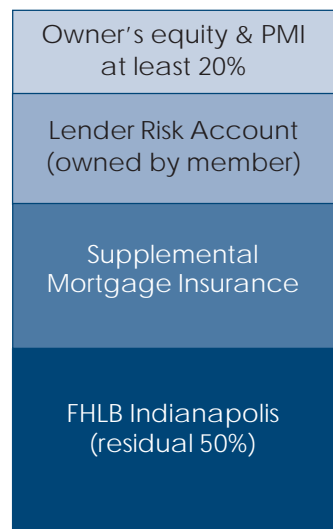 Owner’s equity & PMI
at least 20%
Lender Risk Account
(owned by member)
Supplemental
Mortgage Insurance
FHLB Indianapolis
(residual 50%)